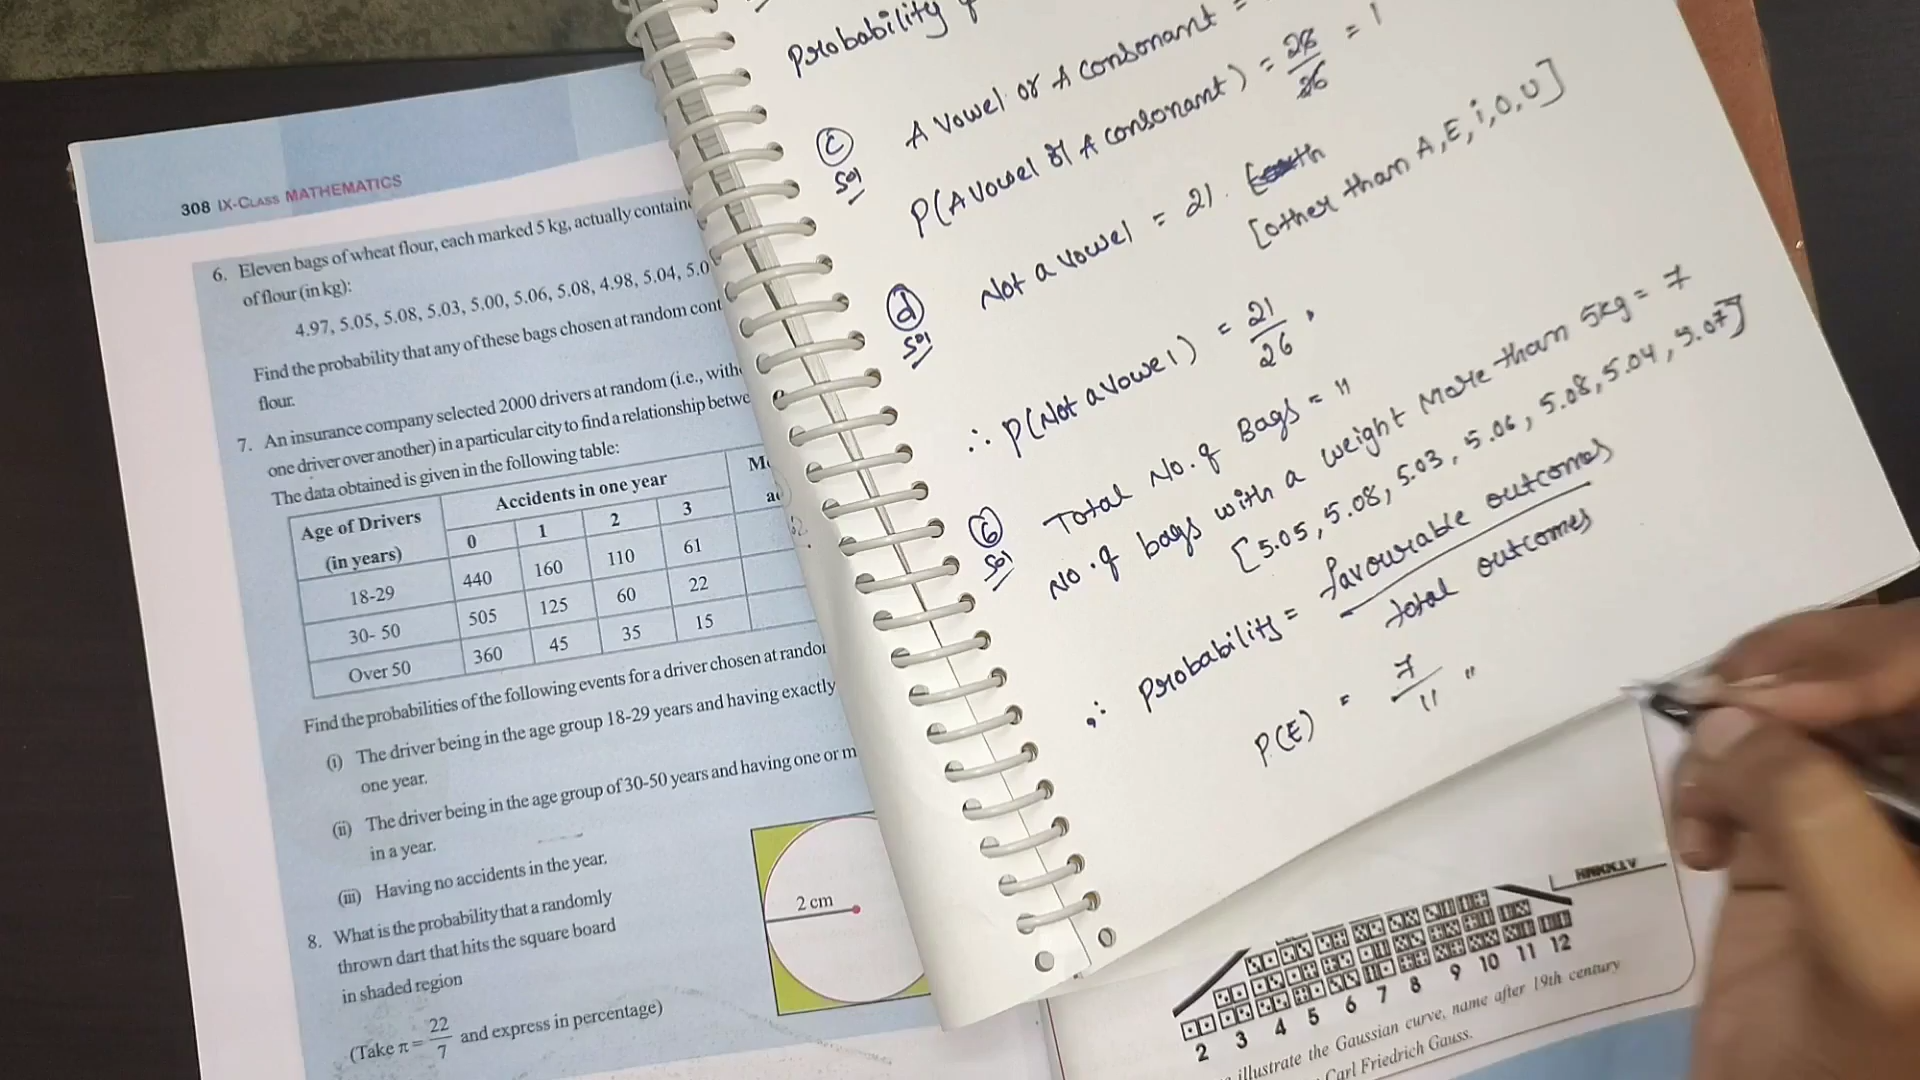 308 IX-CLASS MATHEMATICS
6. Eleven bags of wheat flour, each marked 5 kg, actually
of flour (in kg):
4.97, 5.05, 5.08, 5.03, 5.00, 5.06, 5.08, 4.98, 5.04,
Find the probability that any of these bags chosen at random
flour.
7. An insurance company selected 2000 drivers at random (i.e.,
one driver over another) in a particular city to find a relationship
The data obtained is given in the following table:
Age of Drivers (in years) Accidents in one year
0 1 2 3
18-29 440 160 110 61
30- 50 505 125 60 22
Over 50 360 45 35 15
Find the probabilities of the following events for a driver chosen at
(i) The driver being in the age group 18-29 years and having exactly
one year.
(ii) The driver being in the age group of 30-50 years and having one or
in a year.
(iii) Having no accidents in the year.
8. What is the probability that a randomly
thrown dart that hits the square board
in shaded region
(Take π = 22/7 and express in percentage)
2 cm
Probability
(c) A vowel or A consonant =
Sol P(A vowel or A consonant) = 26/26 = 1
(d) Not a vowel = 21.
Sol [other than A, E, i, O, U]
∴ P(Not a vowel) = 21/26,
(6) Total No. of Bags = 11
Sol No. of bags with a weight More than 5kg = 7
[5.05, 5.08, 5.03, 5.06, 5.08, 5.04, 5.07]
∴ Probability = favourable outcomes / total outcomes
P(E) = 7/11 "
2 3 4 5 6 7 8 9 10 11 12
illustrate the Gaussian curve, name after 19th century
Carl Friedrich Gauss.